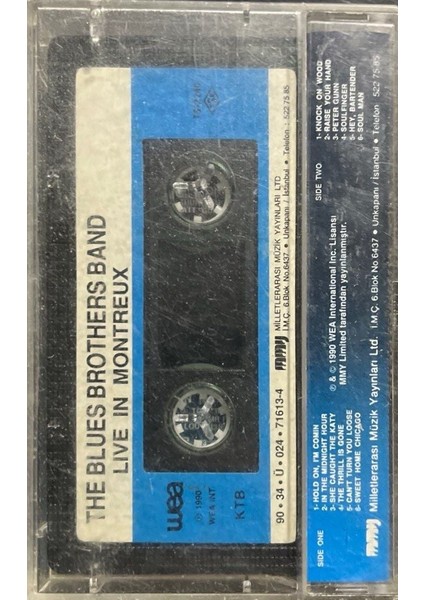 THE BLUES BROTHERS BAND
LIVE IN MONTREUX
wea
℗ 1990
WEA INT.
KTB
90 • 34 • U • 024 • 71613-4
MMY MİLLETLERARASI MÜZİK YAYINLARI LTD
İ.M.Ç. 6.Blok No.6437 • Unkapanı / İstanbul • Telefon : 522 75 85
SIDE ONE
1- HOLD ON, I'M COMIN
2- IN THE MIDNIGHT HOUR
3- SHE CAUGHT THE KATY
4- THE THRILL IS GONE
5- CAN'T TURN YOU LOOSE
6- SWEET HOME CHICAGO
℗ & © 1990 WEA International Inc. Lisansı
MMY Limited tarafından yayınlanmıştır.
SIDE TWO
1- KNOCK ON WOOD
2- RAISE YOUR HAND
3- PETER GUNN
4- SOULFINGER
5- HEY, BARTENDER
6- SOUL MAN
MMY Milletlerarası Müzik Yayınları Ltd. İ.M.Ç. 6.Blok No.6437 • Unkapanı / İstanbul • Telefon 522 75 85